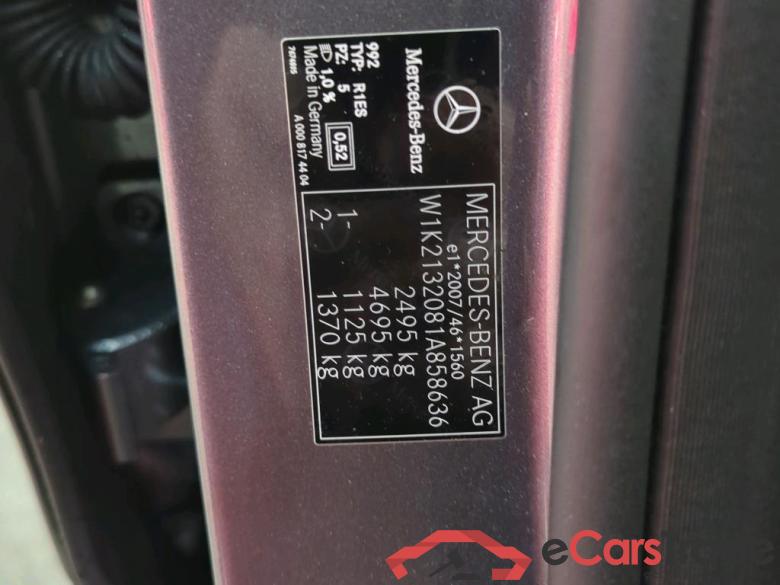 Mercedes-Benz
992
TYP: R1ES
PZ: 5
1,0 % 0,52
Made in Germany
7674695 A 000 817 44 04
MERCEDES-BENZ AG
e1*2007/46*1560
W1K2132081A858636
2495 kg
4695 kg
1- 1125 kg
2- 1370 kg
eCars